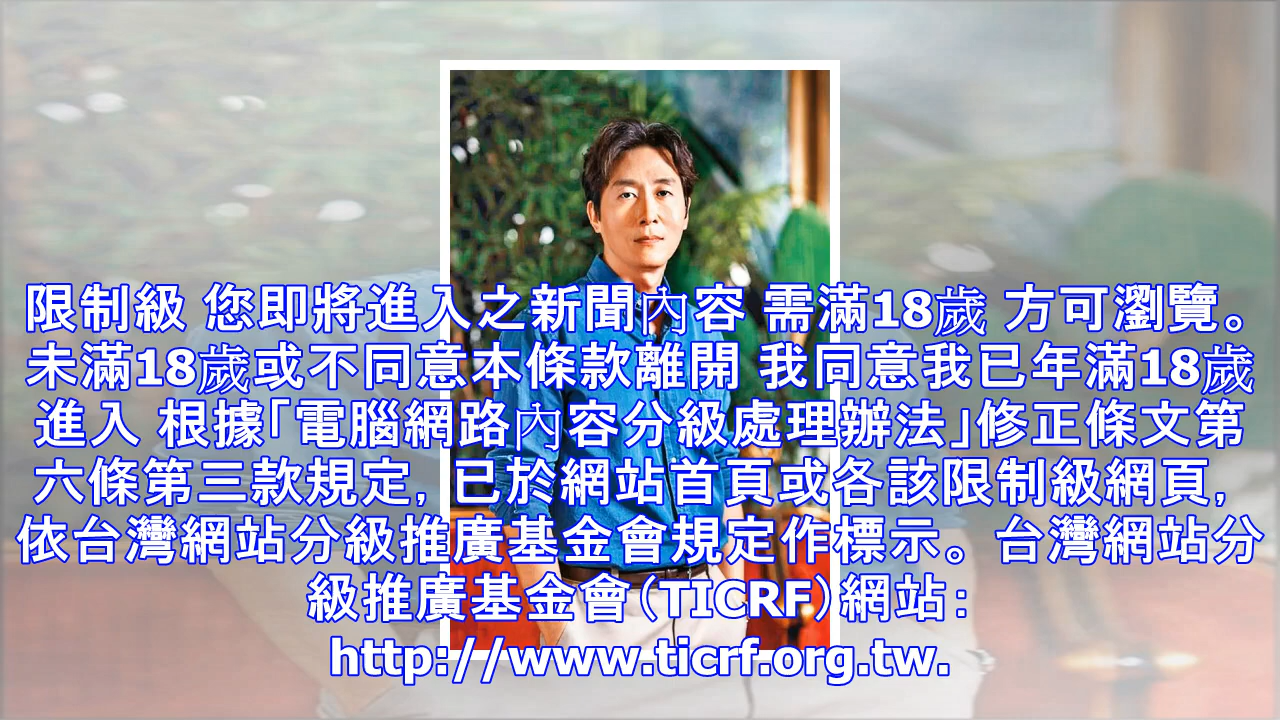 限制級 您即將進入之新聞內容 需滿18歲 方可瀏覽。
未滿18歲或不同意本條款離開 我同意我已年滿18歲
進入 根據「電腦網路內容分級處理辦法」修正條文第
六條第三款規定, 已於網站首頁或各該限制級網頁,
依台灣網站分級推廣基金會規定作標示。台灣網站分
級推廣基金會(TICRF)網站:
http://www.ticrf.org.tw.